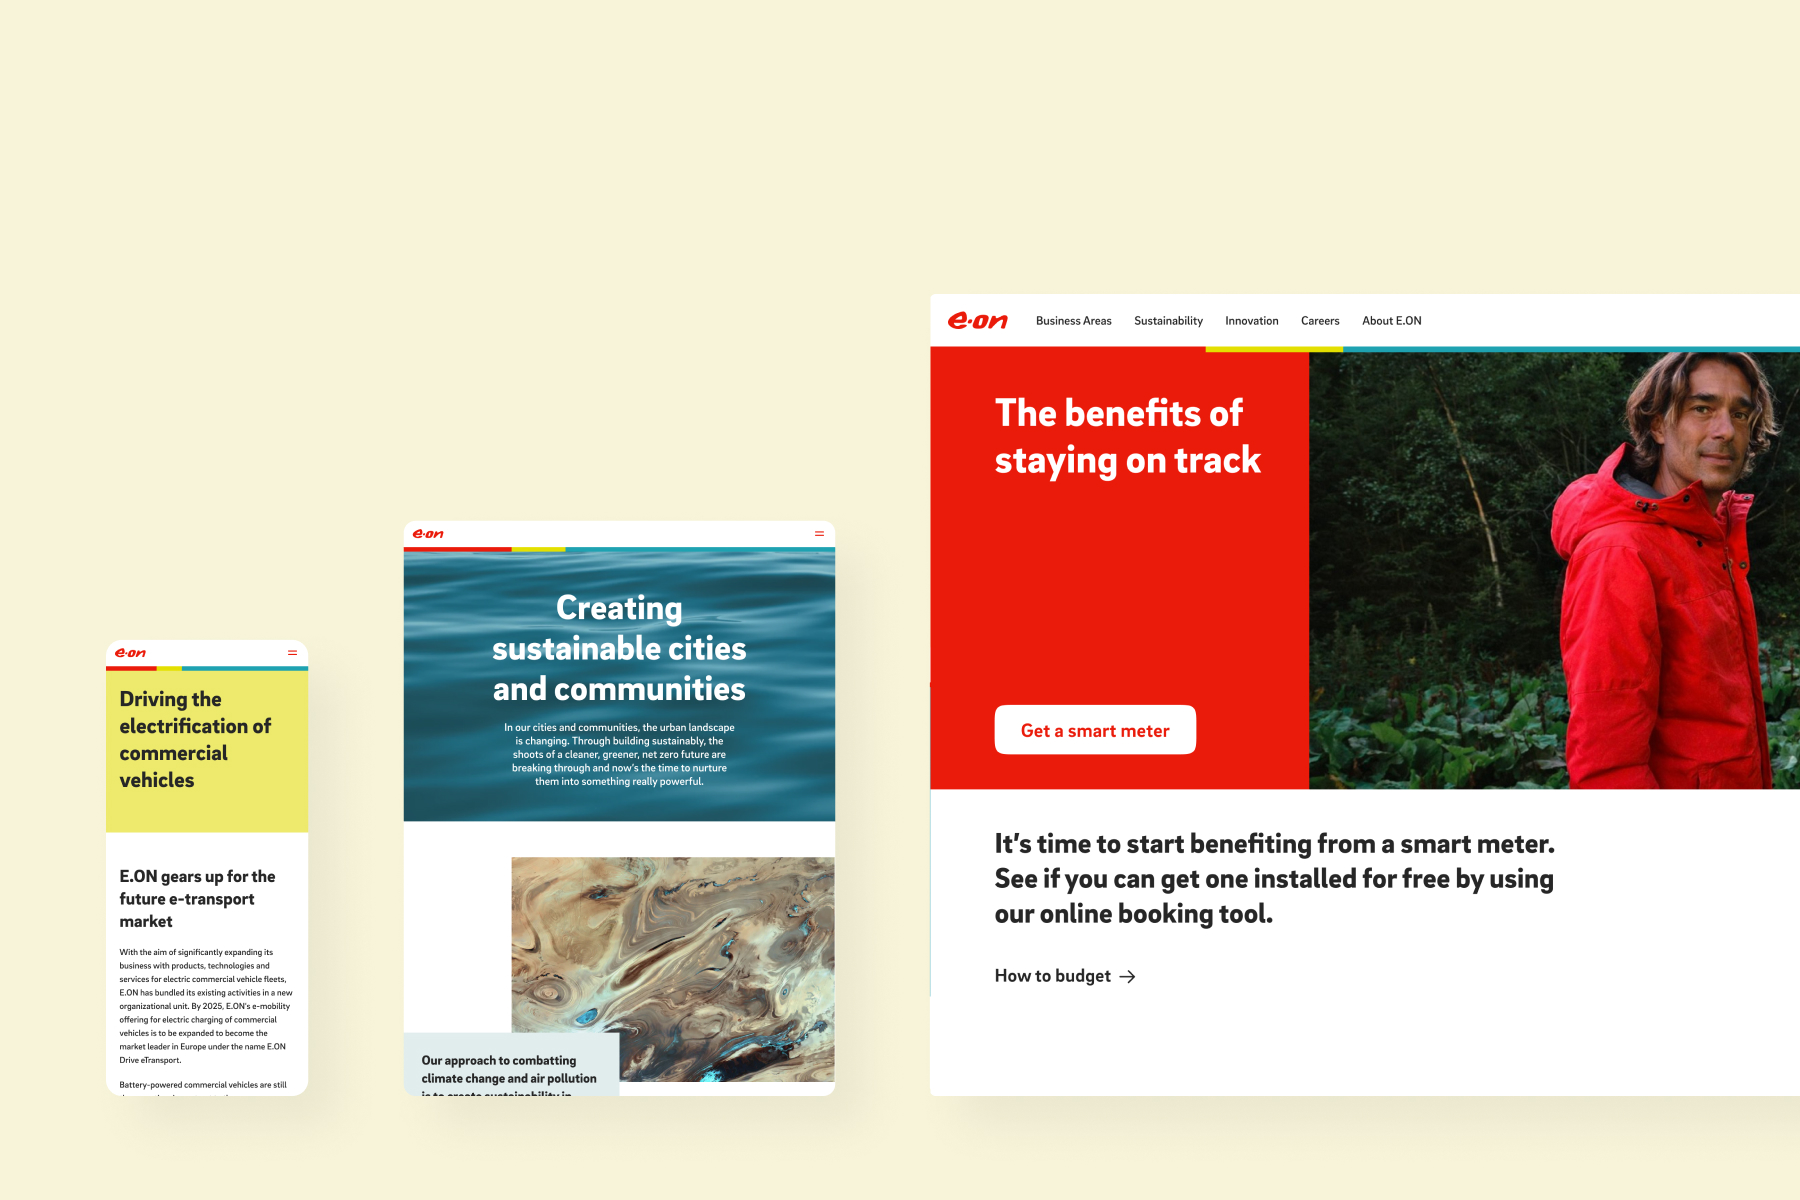 e·on
Driving the
electrification of
commercial
vehicles
E.ON gears up for the
future e-transport
market
With the aim of significantly expanding its
business with products, technologies and
services for electric commercial vehicle fleets,
E.ON has bundled its existing activities in a new
organizational unit. By 2025, E.ON's e-mobility
offering for electric charging of commercial
vehicles is to be expanded to become the
market leader in Europe under the name E.ON
Drive eTransport.
Battery-powered commercial vehicles are still
e·on
Creating
sustainable cities
and communities
In our cities and communities, the urban landscape
is changing. Through building sustainably, the
shoots of a cleaner, greener, net zero future are
breaking through and now's the time to nurture
them into something really powerful.
Our approach to combatting
climate change and air pollution
is to create sustainability in
e·on Business Areas Sustainability Innovation Careers About E.ON
The benefits of
staying on track
Get a smart meter
It's time to start benefiting from a smart meter.
See if you can get one installed for free by using
our online booking tool.
How to budget →